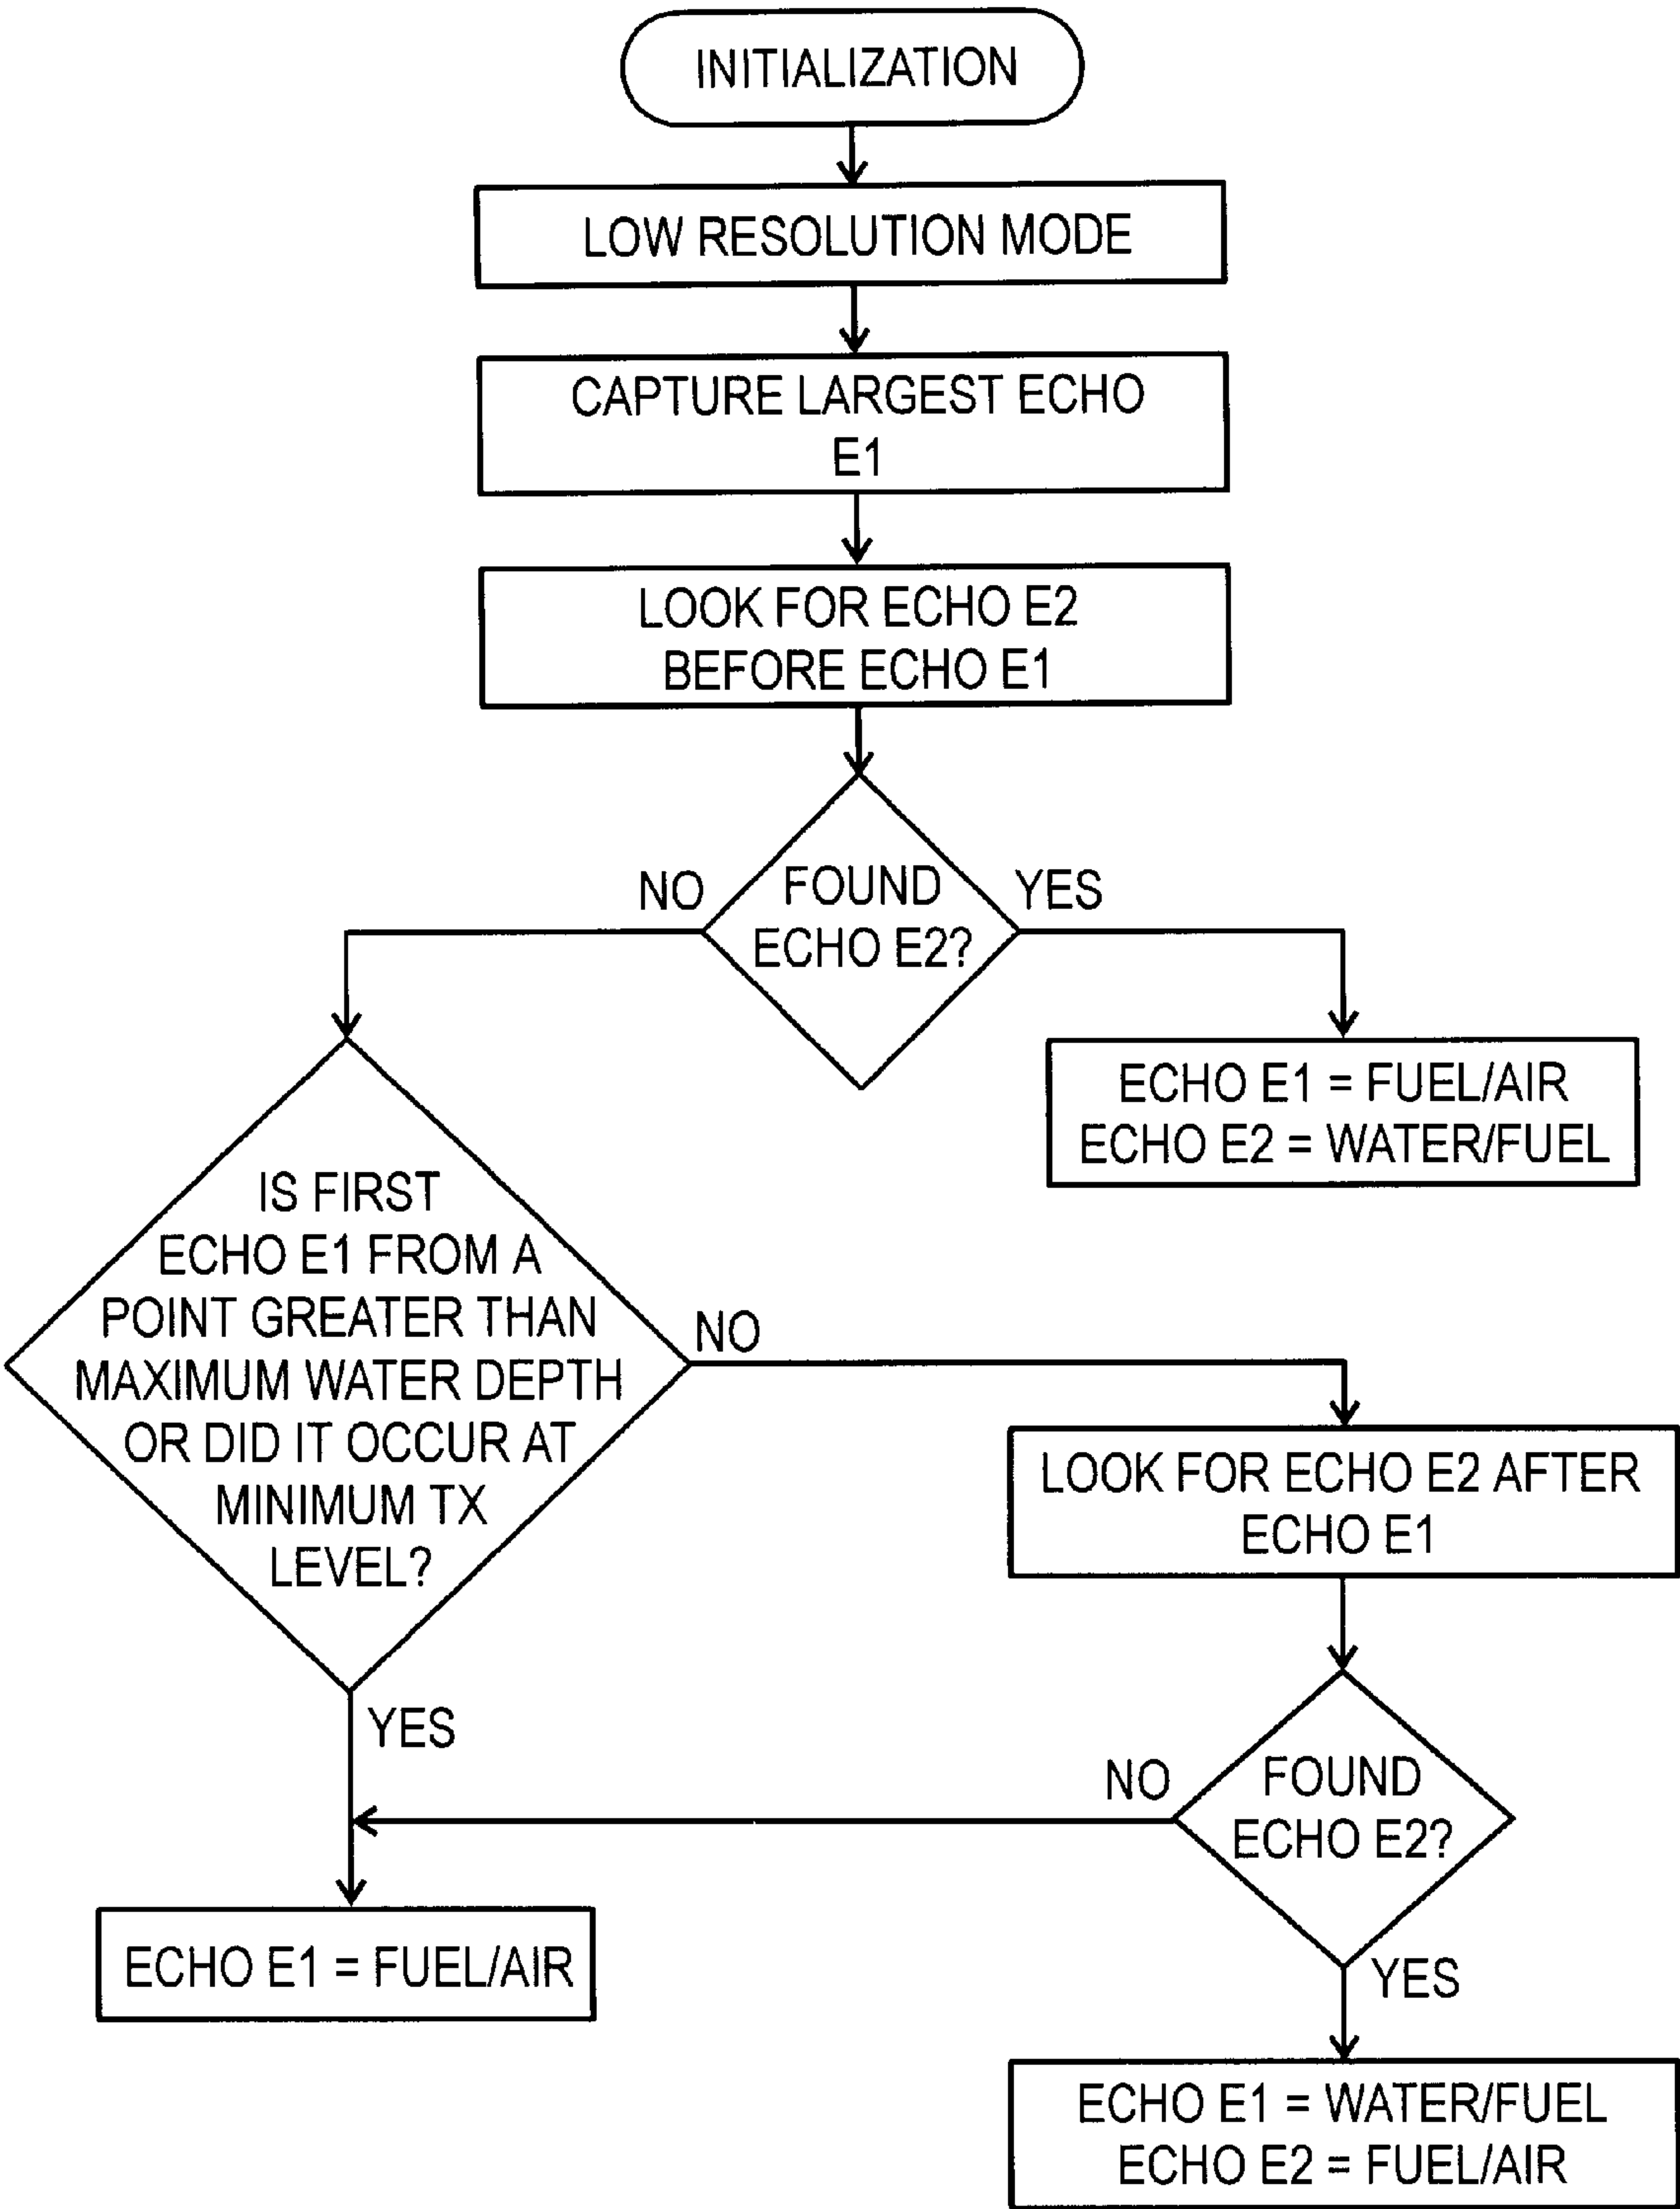 INITIALIZATION
LOW RESOLUTION MODE
CAPTURE LARGEST ECHO
E1
LOOK FOR ECHO E2
BEFORE ECHO E1
NO
FOUND
ECHO E2?
YES
ECHO E1 = FUEL/AIR
ECHO E2 = WATER/FUEL
IS FIRST
ECHO E1 FROM A
POINT GREATER THAN
MAXIMUM WATER DEPTH
OR DID IT OCCUR AT
MINIMUM TX
LEVEL?
NO
LOOK FOR ECHO E2 AFTER
ECHO E1
YES
NO
FOUND
ECHO E2?
ECHO E1 = FUEL/AIR
YES
ECHO E1 = WATER/FUEL
ECHO E2 = FUEL/AIR